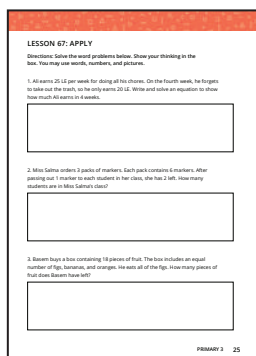 LESSON 67: APPLY
Directions: Solve the word problems below. Show your thinking in the
box. You may use words, numbers, and pictures.
1. Ali earns 25 LE per week for doing all his chores. On the fourth week, he forgets
to take out the trash, so he only earns 20 LE. Write and solve an equation to show
how much Ali earns in 4 weeks.
2. Miss Salma orders 3 packs of markers. Each pack contains 6 markers. After
passing out 1 marker to each student in her class, she has 2 left. How many
students are in Miss Salma's class?
3. Basem buys a box containing 18 pieces of fruit. The box includes an equal
number of figs, bananas, and oranges. He eats all of the figs. How many pieces of
fruit does Basem have left?
PRIMARY 3 25